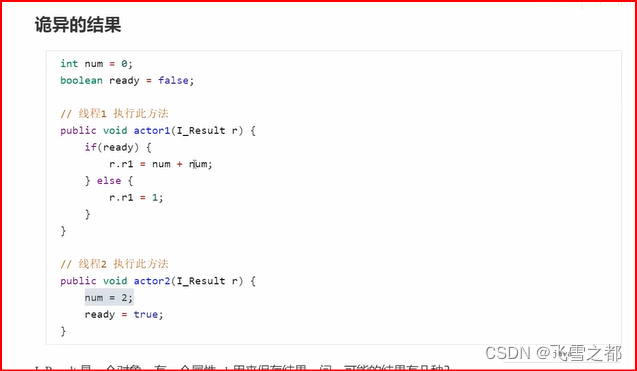 诡异的结果
int num = 0;
boolean ready = false;
// 线程1 执行此方法
public void actor1(I_Result r) {
if(ready) {
r.r1 = num + num;
} else {
r.r1 = 1;
}
}
// 线程2 执行此方法
public void actor2(I_Result r) {
num = 2;
ready = true;
}
java
CSDN @飞雪之都